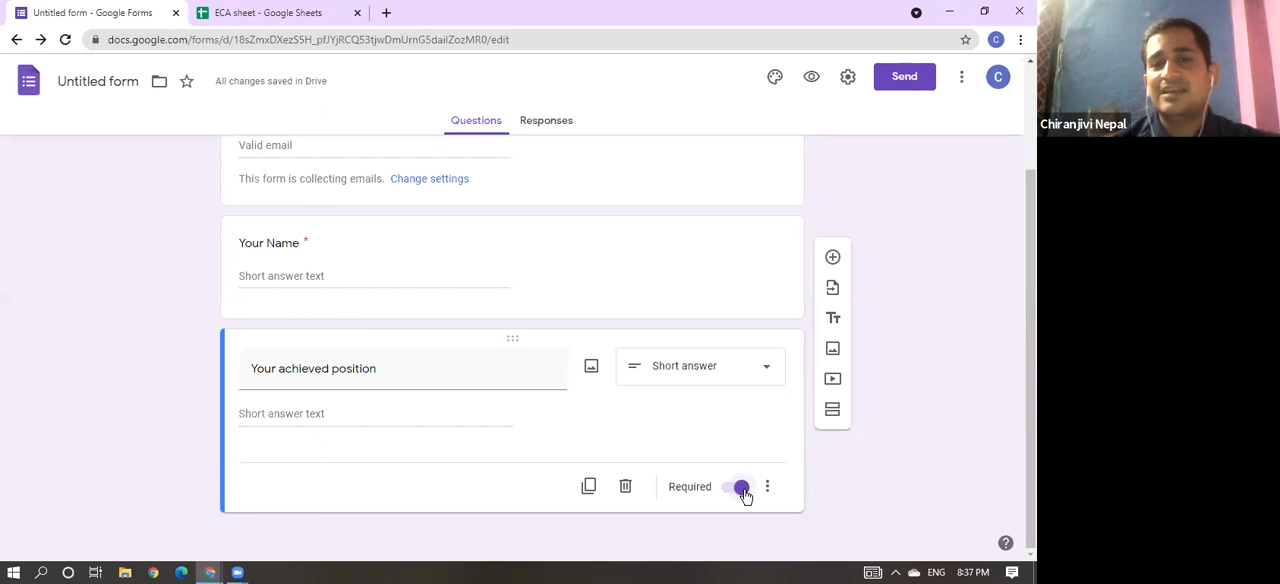 Untitled form - Google Forms
ECA sheet - Google Sheets
docs.google.com/forms/d/18sZmxDXezS5H_pfJYjRCQ53tjwDmUrnG5dailZozMR0/edit
C
Untitled form
All changes saved in Drive
Send
C
Questions
Responses
Valid email
This form is collecting emails. Change settings
Your Name *
Short answer text
Your achieved position
Short answer
Short answer text
Required
ENG
8:37 PM
Chiranjivi Nepal